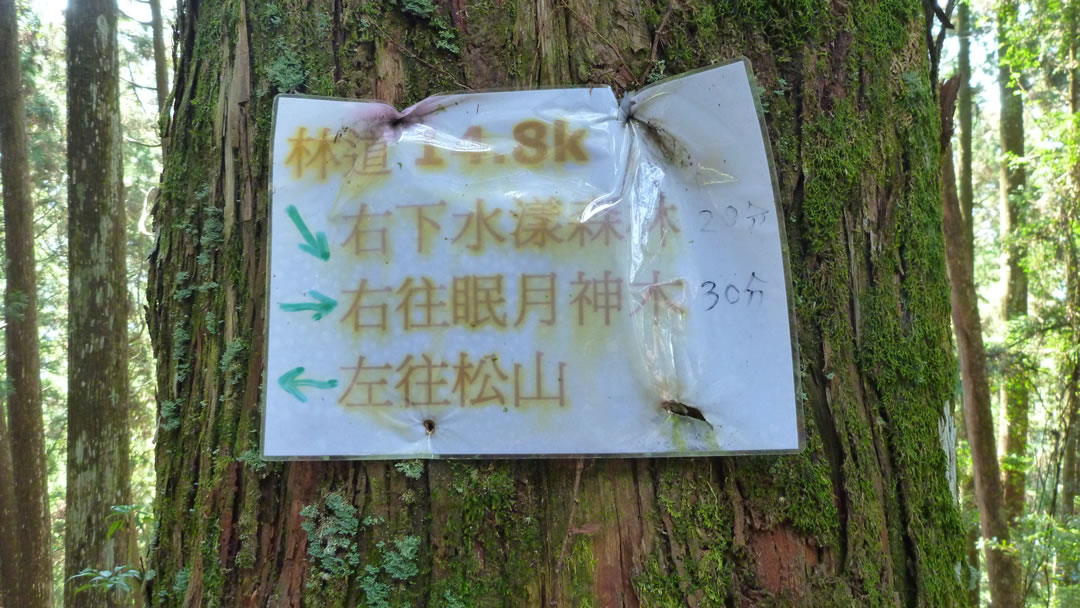 林道 14.8k
右下水漾森林 20分
右往眠月神木 30分
左往松山